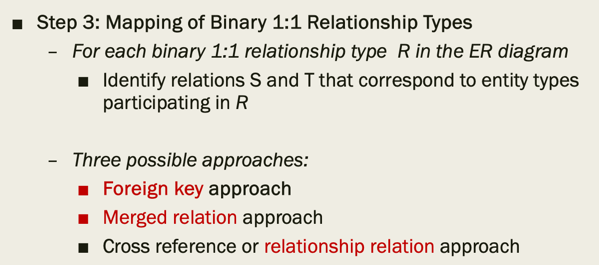 ■ Step 3: Mapping of Binary 1:1 Relationship Types
– For each binary 1:1 relationship type R in the ER diagram
■ Identify relations S and T that correspond to entity types
participating in R
– Three possible approaches:
■ Foreign key approach
■ Merged relation approach
■ Cross reference or relationship relation approach